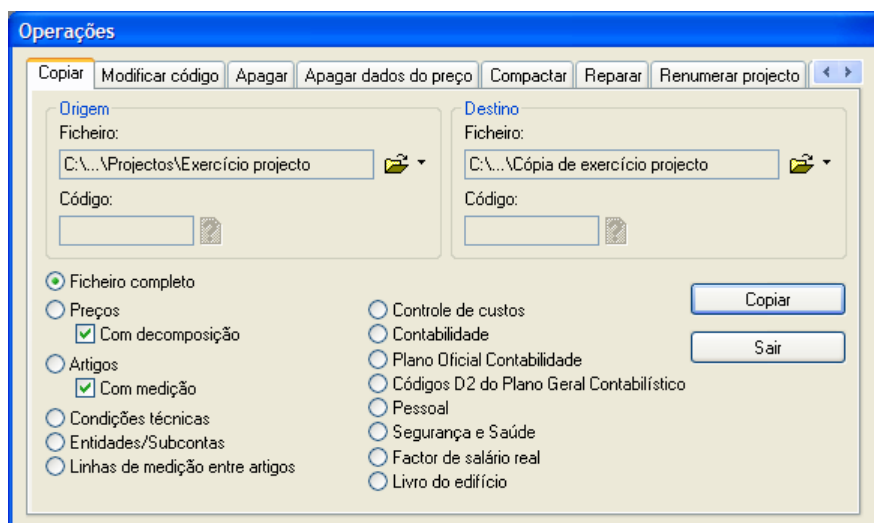 Operações
Copiar Modificar código Apagar Apagar dados do preço Compactar Reparar Renumerar projecto
Origem
Ficheiro:
C:\...\Projectos\Exercício projecto
Código:
Destino
Ficheiro:
C:\...\Cópia de exercício projecto
Código:
Ficheiro completo
Preços
Com decomposição
Artigos
Com medição
Condições técnicas
Entidades/Subcontas
Linhas de medição entre artigos
Controle de custos
Contabilidade
Plano Oficial Contabilidade
Códigos D2 do Plano Geral Contabilístico
Pessoal
Segurança e Saúde
Factor de salário real
Livro do edifício
Copiar
Sair